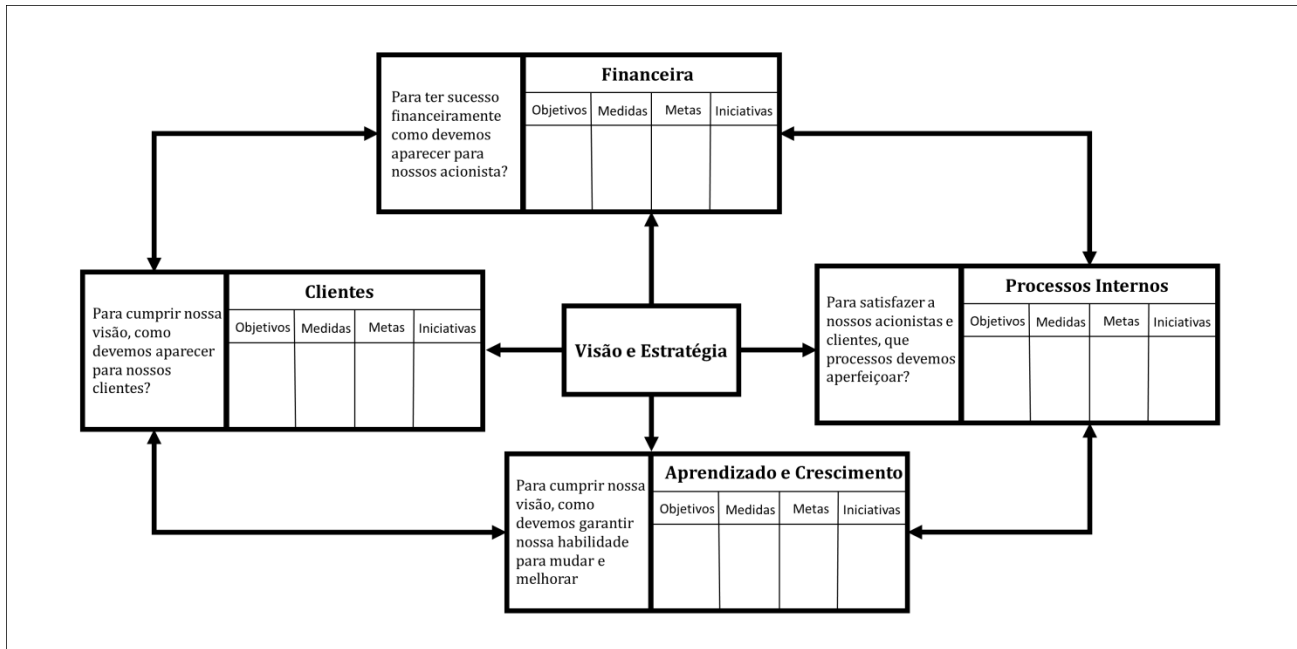 Financeira
Para ter sucesso
financeiramente
como devemos
aparecer para
nossos acionista?
Objetivos Medidas Metas Iniciativas
Clientes
Para cumprir nossa
visão, como
devemos aparecer
para nossos
clientes?
Objetivos Medidas Metas Iniciativas
Visão e Estratégia
Processos Internos
Para satisfazer a
nossos acionistas e
clientes, que
processos devemos
aperfeiçoar?
Objetivos Medidas Metas Iniciativas
Aprendizado e Crescimento
Para cumprir nossa
visão, como
devemos garantir
nossa habilidade
para mudar e
melhorar
Objetivos Medidas Metas Iniciativas